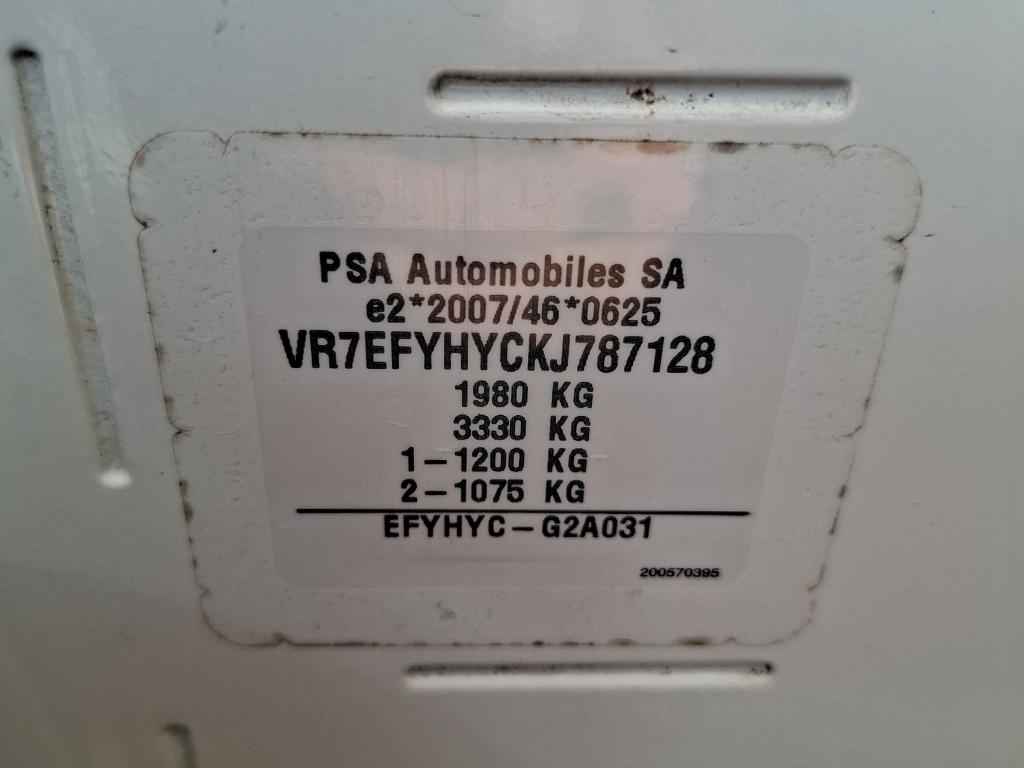 PSA Automobiles SA
e2*2007/46*0625
VR7EFYHYCKJ787128
1980 KG
3330 KG
1-1200 KG
2-1075 KG
EFYHYC-G2A031
200570395